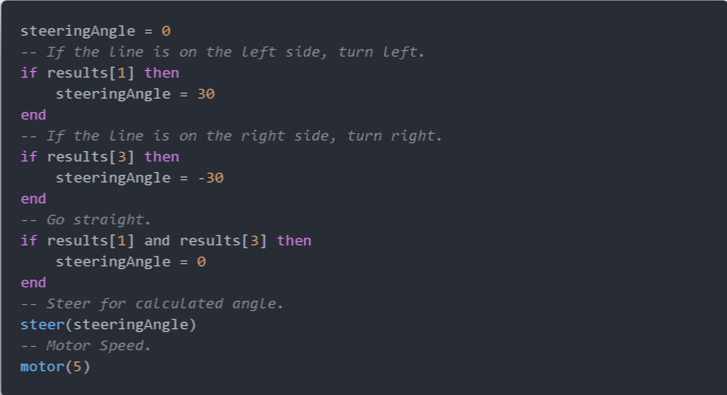 steeringAngle = 0
-- If the line is on the left side, turn left.
if results[1] then
    steeringAngle = 30
end
-- If the line is on the right side, turn right.
if results[3] then
    steeringAngle = -30
end
-- Go straight.
if results[1] and results[3] then
    steeringAngle = 0
end
-- Steer for calculated angle.
steer(steeringAngle)
-- Motor Speed.
motor(5)